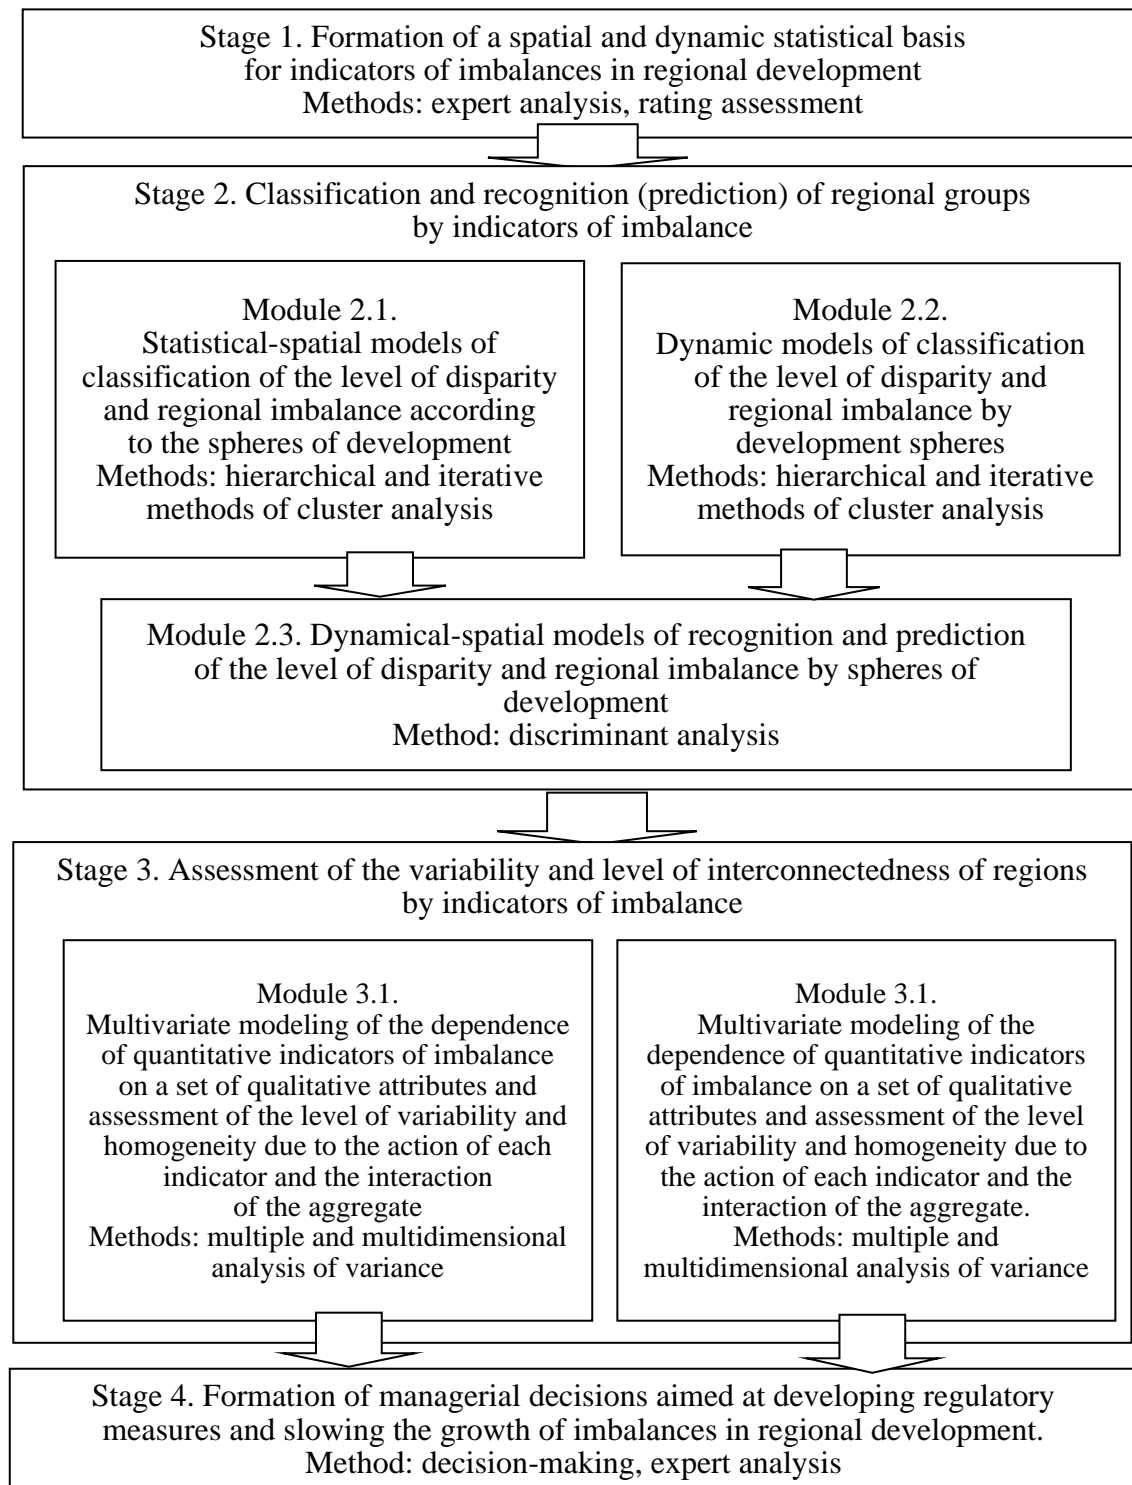 Stage 1. Formation of a spatial and dynamic statistical basis
for indicators of imbalances in regional development
Methods: expert analysis, rating assessment
Stage 2. Classification and recognition (prediction) of regional groups
by indicators of imbalance
Module 2.1.
Statistical-spatial models of
classification of the level of disparity
and regional imbalance according
to the spheres of development
Methods: hierarchical and iterative
methods of cluster analysis
Module 2.2.
Dynamic models of classification
of the level of disparity and
regional imbalance by
development spheres
Methods: hierarchical and iterative
methods of cluster analysis
Module 2.3. Dynamical-spatial models of recognition and prediction
of the level of disparity and regional imbalance by spheres of
development
Method: discriminant analysis
Stage 3. Assessment of the variability and level of interconnectedness of regions
by indicators of imbalance
Module 3.1.
Multivariate modeling of the dependence
of quantitative indicators of imbalance
on a set of qualitative attributes and
assessment of the level of variability and
homogeneity due to the action of each
indicator and the interaction
of the aggregate
Methods: multiple and multidimensional
analysis of variance
Module 3.1.
Multivariate modeling of the
dependence of quantitative indicators
of imbalance on a set of qualitative
attributes and assessment of the level
of variability and homogeneity due to
the action of each indicator and the
interaction of the aggregate.
Methods: multiple and
multidimensional analysis of variance
Stage 4. Formation of managerial decisions aimed at developing regulatory
measures and slowing the growth of imbalances in regional development.
Method: decision-making, expert analysis